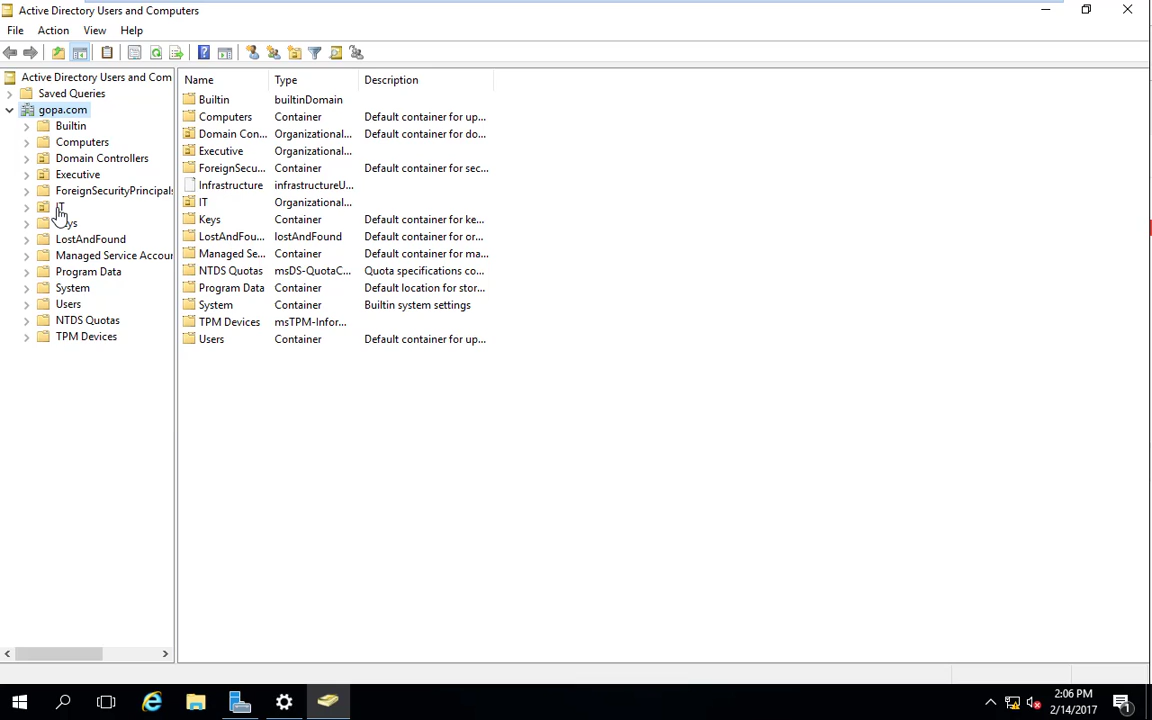 Active Directory Users and Computers
File Action View Help
Active Directory Users and Com
Saved Queries
gopa.com
Builtin
Computers
Domain Controllers
Executive
ForeignSecurityPrincipals
IT
LostAndFound
Managed Service Accour
Program Data
System
Users
NTDS Quotas
TPM Devices
Name Type Description
Builtin builtinDomain
Computers Container Default container for up...
Domain Con... Organizational... Default container for do...
Executive Organizational...
ForeignSecu... Container Default container for sec...
Infrastructure infrastructureU...
IT Organizational...
Keys Container Default container for ke...
LostAndFou... lostAndFound Default container for or...
Managed Se... Container Default container for ma...
NTDS Quotas msDS-QuotaC... Quota specifications co...
Program Data Container Default location for stor...
System Container Builtin system settings
TPM Devices msTPM-Infor...
Users Container Default container for up...
2:06 PM
2/14/2017
1